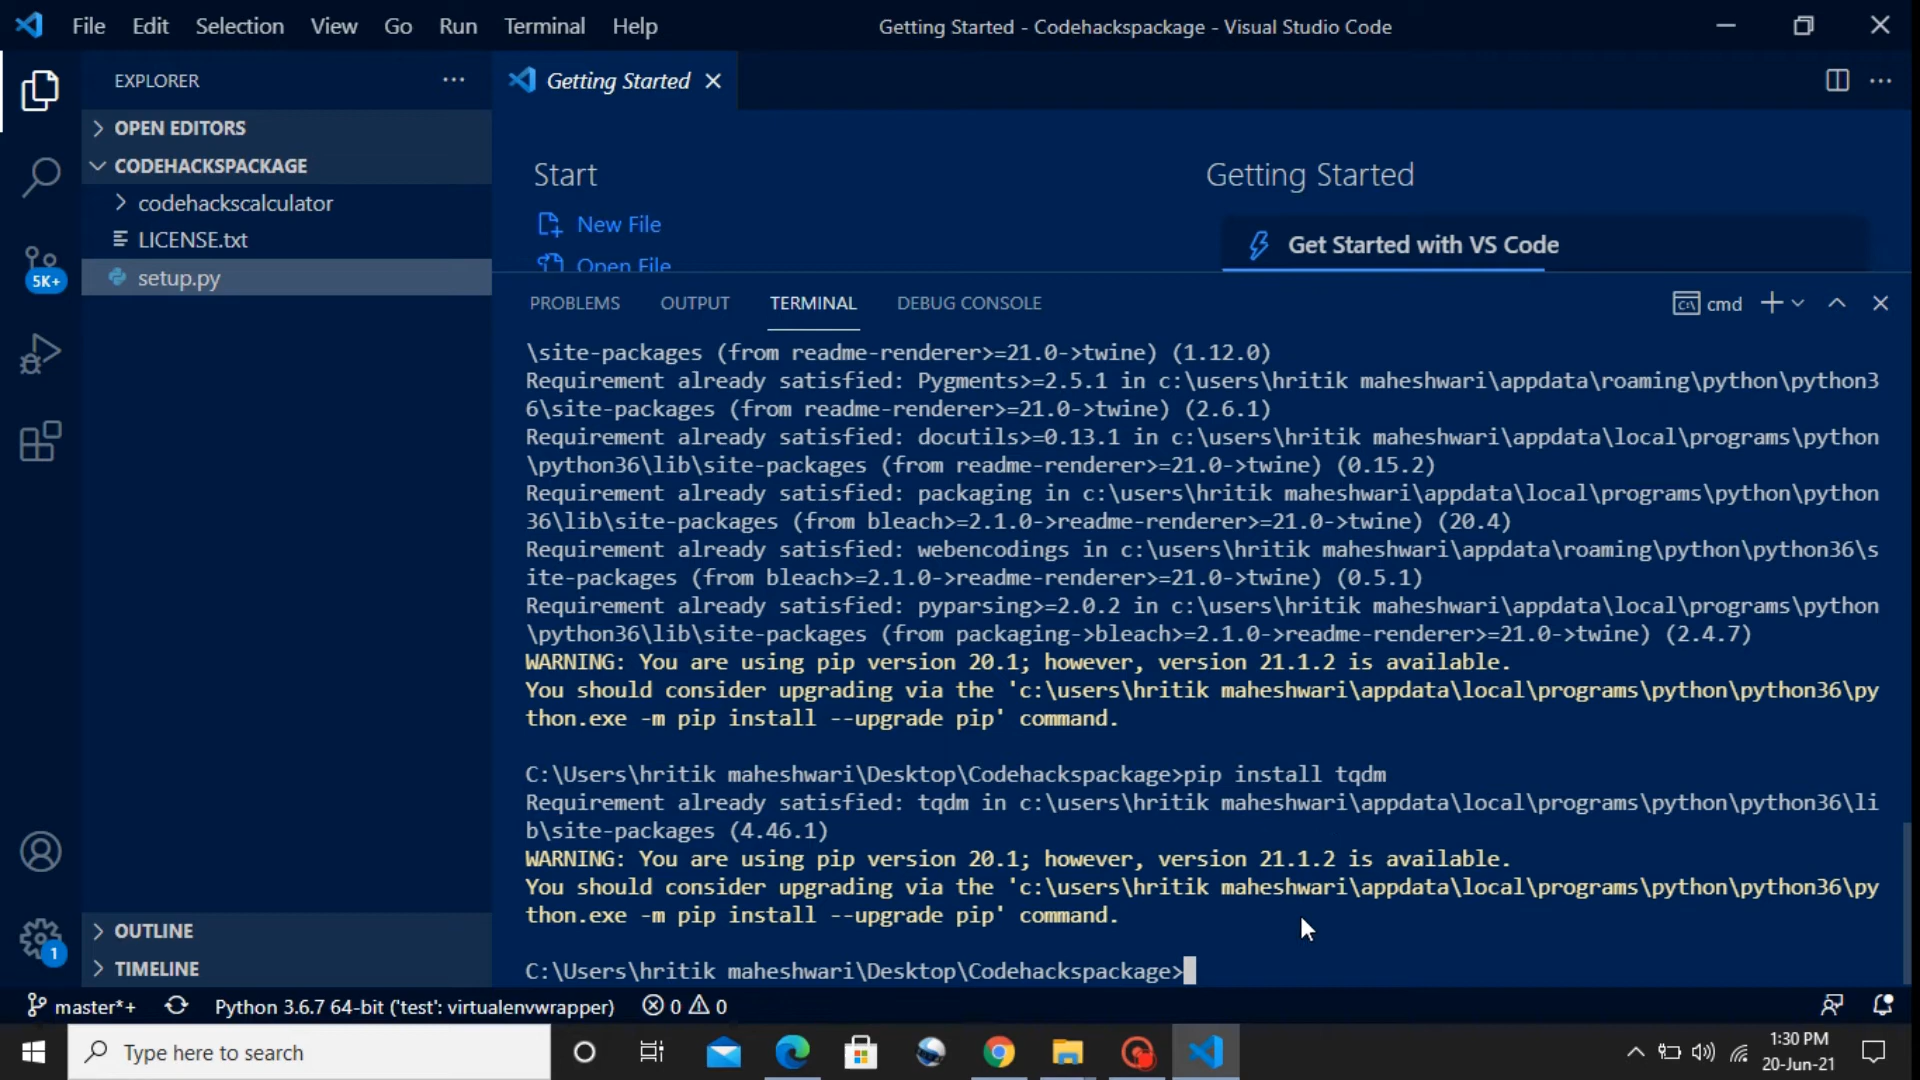 File Edit Selection View Go Run Terminal Help
Getting Started - Codehackspackage - Visual Studio Code
EXPLORER
OPEN EDITORS
CODEHACKSPACKAGE
codehackscalculator
LICENSE.txt
setup.py
5K+
1
OUTLINE
TIMELINE
Getting Started
Start
New File
Open File
Getting Started
Get Started with VS Code
PROBLEMS OUTPUT TERMINAL DEBUG CONSOLE
cmd
\site-packages (from readme-renderer>=21.0->twine) (1.12.0)
Requirement already satisfied: Pygments>=2.5.1 in c:\users\hritik maheshwari\appdata\roaming\python\python3
6\site-packages (from readme-renderer>=21.0->twine) (2.6.1)
Requirement already satisfied: docutils>=0.13.1 in c:\users\hritik maheshwari\appdata\local\programs\python
\python36\lib\site-packages (from readme-renderer>=21.0->twine) (0.15.2)
Requirement already satisfied: packaging in c:\users\hritik maheshwari\appdata\local\programs\python\python
36\lib\site-packages (from bleach>=2.1.0->readme-renderer>=21.0->twine) (20.4)
Requirement already satisfied: webencodings in c:\users\hritik maheshwari\appdata\roaming\python\python36\s
ite-packages (from bleach>=2.1.0->readme-renderer>=21.0->twine) (0.5.1)
Requirement already satisfied: pyparsing>=2.0.2 in c:\users\hritik maheshwari\appdata\local\programs\python
\python36\lib\site-packages (from packaging->bleach>=2.1.0->readme-renderer>=21.0->twine) (2.4.7)
WARNING: You are using pip version 20.1; however, version 21.1.2 is available.
You should consider upgrading via the 'c:\users\hritik maheshwari\appdata\local\programs\python\python36\py
thon.exe -m pip install --upgrade pip' command.
C:\Users\hritik maheshwari\Desktop\Codehackspackage>pip install tqdm
Requirement already satisfied: tqdm in c:\users\hritik maheshwari\appdata\local\programs\python\python36\li
b\site-packages (4.46.1)
WARNING: You are using pip version 20.1; however, version 21.1.2 is available.
You should consider upgrading via the 'c:\users\hritik maheshwari\appdata\local\programs\python\python36\py
thon.exe -m pip install --upgrade pip' command.
C:\Users\hritik maheshwari\Desktop\Codehackspackage>
master*+ Python 3.6.7 64-bit ('test': virtualenvwrapper) 0 0
Type here to search
1:30 PM
20-Jun-21